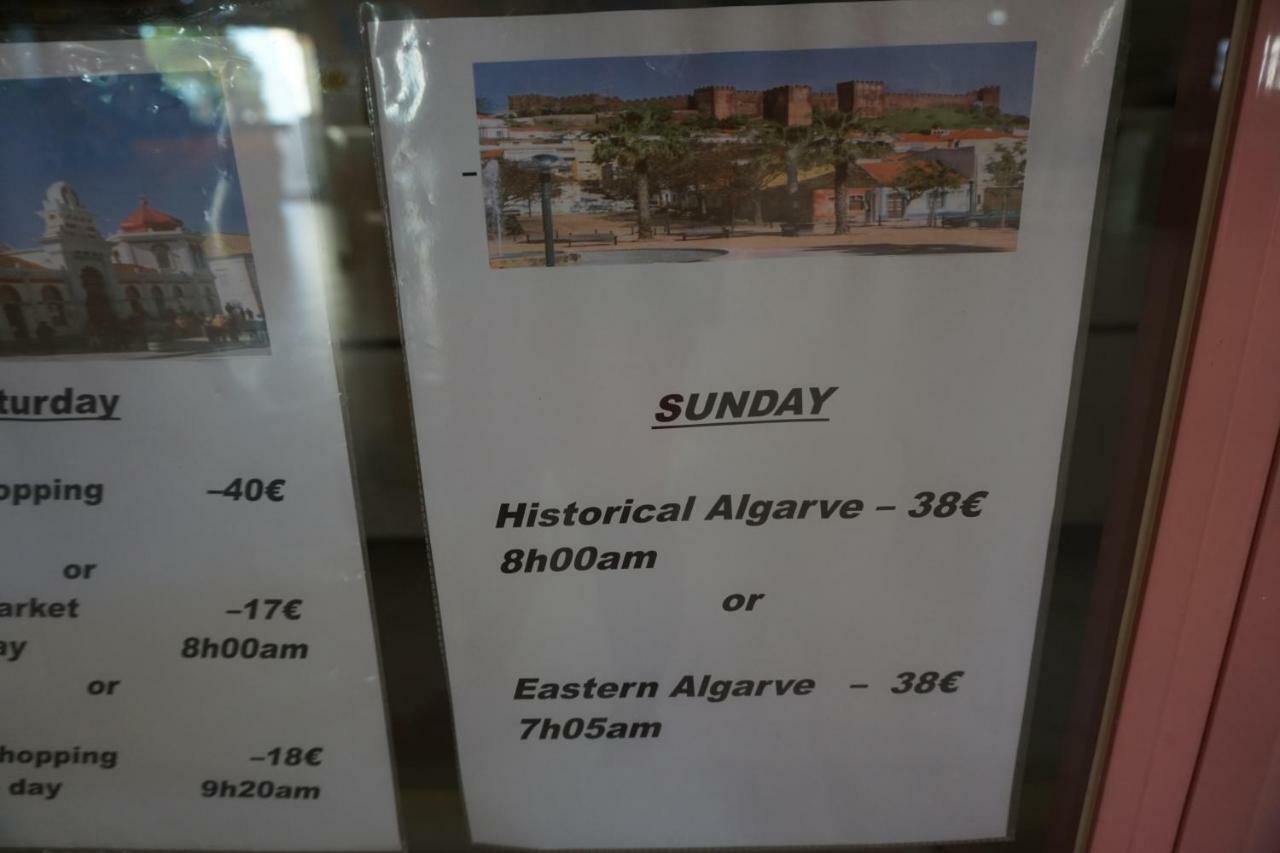 turday
opping –40€
or
arket –17€
ay 8h00am
or
hopping –18€
day 9h20am
SUNDAY
Historical Algarve – 38€
8h00am
or
Eastern Algarve – 38€
7h05am